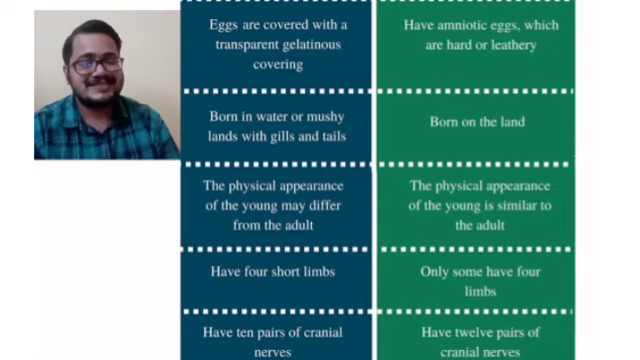 Eggs are covered with a
transparent gelatinous
covering
Have amniotic eggs, which
are hard or leathery
Born in water or mushy
lands with gills and tails
Born on the land
The physical appearance
of the young may differ
from the adult
The physical appearance
of the young is similar to
the adult
Have four short limbs
Only some have four
limbs
Have ten pairs of cranial
nerves
Have twelve pairs of
cranial nerves